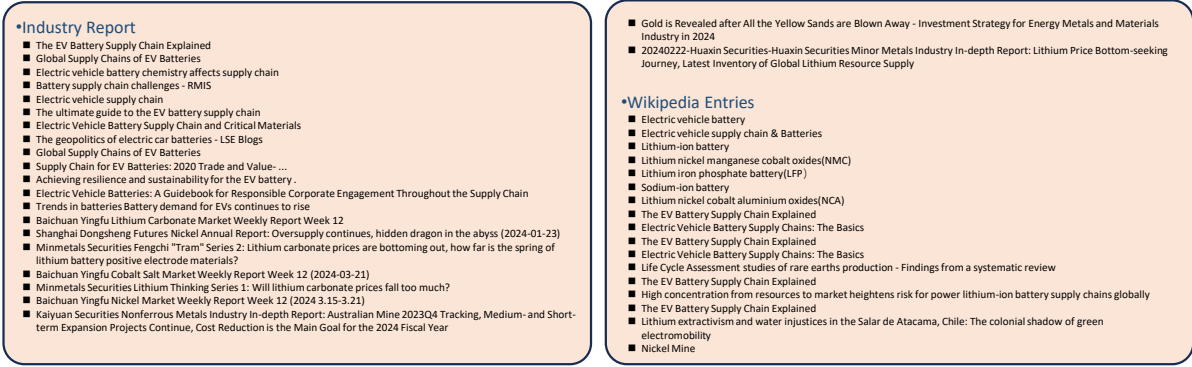 •Industry Report
■ The EV Battery Supply Chain Explained
■ Global Supply Chains of EV Batteries
■ Electric vehicle battery chemistry affects supply chain
■ Battery supply chain challenges - RMIS
■ Electric vehicle supply chain
■ The ultimate guide to the EV battery supply chain
■ Electric Vehicle Battery Supply Chain and Critical Materials
■ The geopolitics of electric car batteries - LSE Blogs
■ Global Supply Chains of EV Batteries
■ Supply Chain for EV Batteries: 2020 Trade and Value- ...
■ Achieving resilience and sustainability for the EV battery .
■ Electric Vehicle Batteries: A Guidebook for Responsible Corporate Engagement Throughout the Supply Chain
■ Trends in batteries Battery demand for EVs continues to rise
■ Baichuan Yingfu Lithium Carbonate Market Weekly Report Week 12
■ Shanghai Dongsheng Futures Nickel Annual Report: Oversupply continues, hidden dragon in the abyss (2024-01-23)
■ Minmetals Securities Fengchi "Tram" Series 2: Lithium carbonate prices are bottoming out, how far is the spring of
lithium battery positive electrode materials?
■ Baichuan Yingfu Cobalt Salt Market Weekly Report Week 12 (2024-03-21)
■ Minmetals Securities Lithium Thinking Series 1: Will lithium carbonate prices fall too much?
■ Baichuan Yingfu Nickel Market Weekly Report Week 12 (2024 3.15-3.21)
■ Kaiyuan Securities Nonferrous Metals Industry In-depth Report: Australian Mine 2023Q4 Tracking, Medium- and Short-
term Expansion Projects Continue, Cost Reduction is the Main Goal for the 2024 Fiscal Year
■ Gold is Revealed after All the Yellow Sands are Blown Away - Investment Strategy for Energy Metals and Materials
Industry in 2024
■ 20240222-Huaxin Securities-Huaxin Securities Minor Metals Industry In-depth Report: Lithium Price Bottom-seeking
Journey, Latest Inventory of Global Lithium Resource Supply
•Wikipedia Entries
■ Electric vehicle battery
■ Electric vehicle supply chain & Batteries
■ Lithium-ion battery
■ Lithium nickel manganese cobalt oxides(NMC)
■ Lithium iron phosphate battery(LFP）
■ Sodium-ion battery
■ Lithium nickel cobalt aluminium oxides(NCA)
■ The EV Battery Supply Chain Explained
■ Electric Vehicle Battery Supply Chains: The Basics
■ The EV Battery Supply Chain Explained
■ Electric Vehicle Battery Supply Chains: The Basics
■ Life Cycle Assessment studies of rare earths production - Findings from a systematic review
■ The EV Battery Supply Chain Explained
■ High concentration from resources to market heightens risk for power lithium-ion battery supply chains globally
■ The EV Battery Supply Chain Explained
■ Lithium extractivism and water injustices in the Salar de Atacama, Chile: The colonial shadow of green
electromobility
■ Nickel Mine